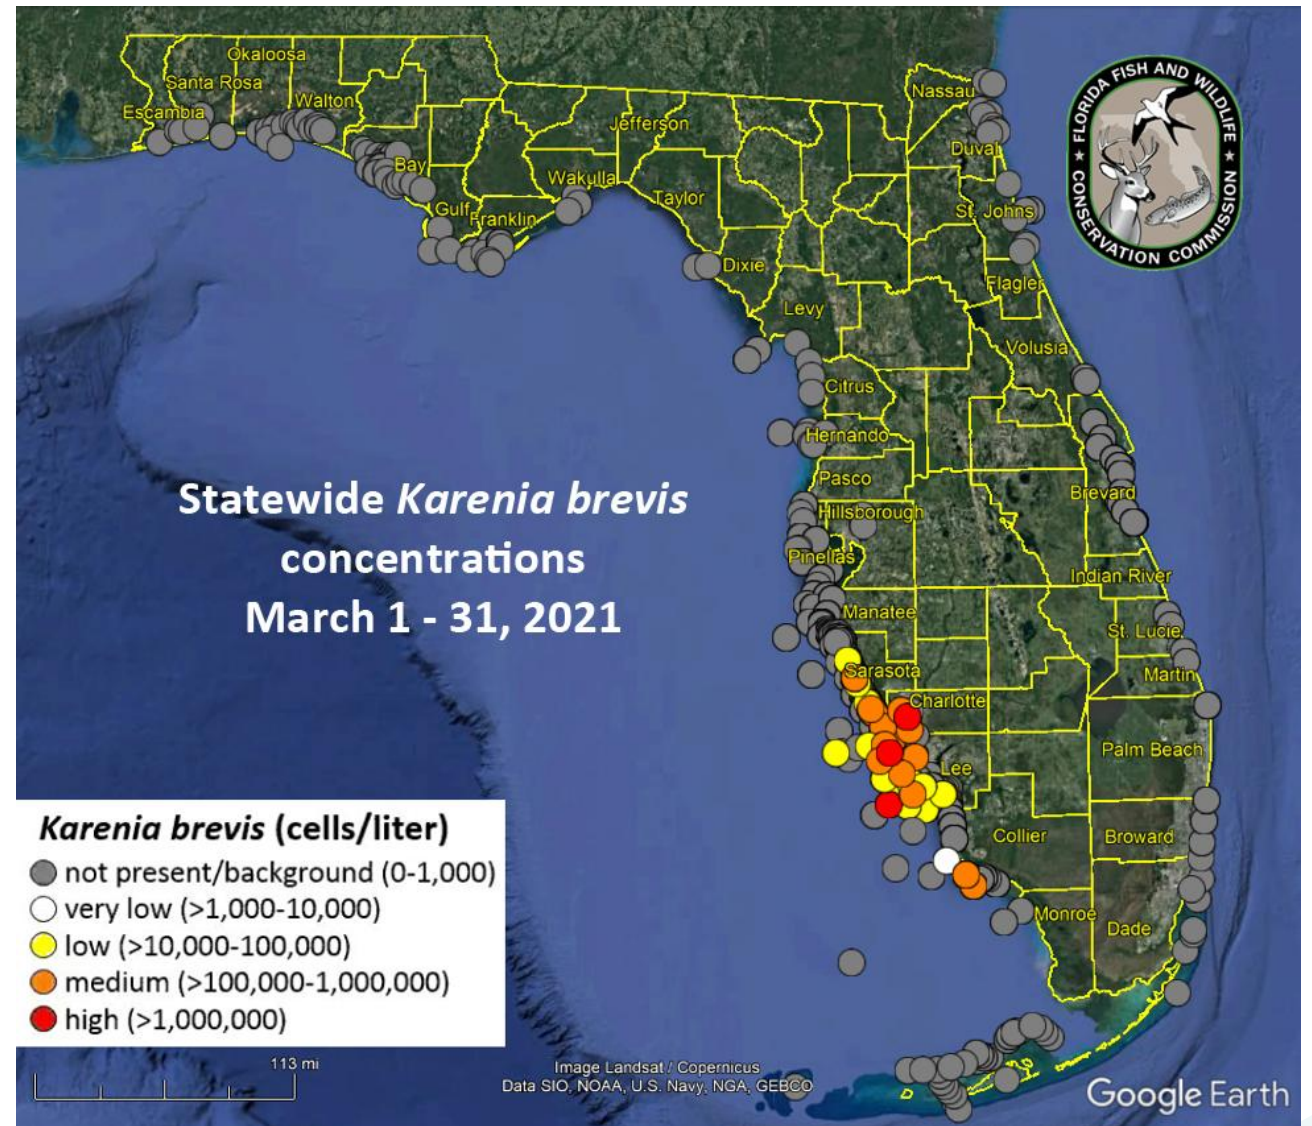 Okaloosa
Santa Rosa
Escambia
Walton
Jefferson
Nassau
Bay
Duval
Wakulla
Taylor
Gulf
Franklin
St. Johns
Dixie
Flagler
Levy
Volusia
Citrus
Hernando
Pasco
Brevard
Hillsborough
Pinellas
Indian River
Manatee
St. Lucie
Sarasota
Martin
Charlotte
Palm Beach
Lee
Collier
Broward
Monroe
Dade
FLORIDA FISH AND WILDLIFE
★ CONSERVATION COMMISSION ★
Statewide Karenia brevis
concentrations
March 1 - 31, 2021
Karenia brevis (cells/liter)
not present/background (0-1,000)
very low (>1,000-10,000)
low (>10,000-100,000)
medium (>100,000-1,000,000)
high (>1,000,000)
113 mi
Image Landsat / Copernicus
Data SIO, NOAA, U.S. Navy, NGA, GEBCO
Google Earth